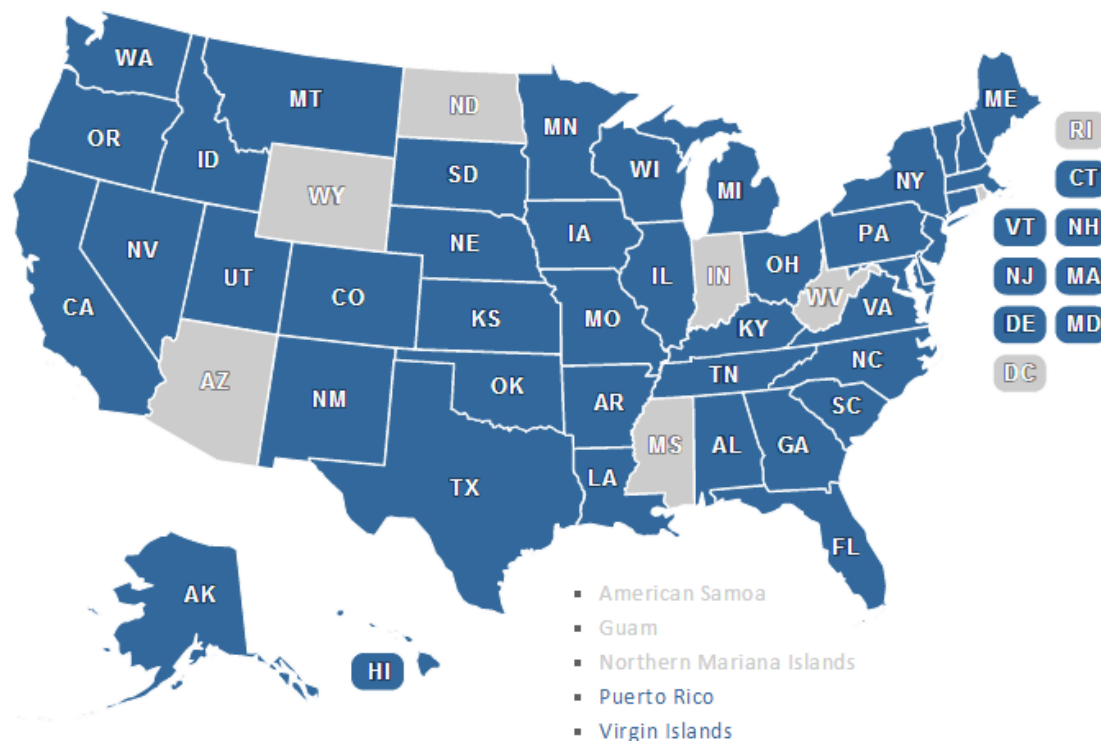 WA
MT
ND
MN
ME
OR
ID
SD
WI
MI
NY
RI
WY
CT
NV
NE
IA
PA
VT
NH
UT
CO
IL
IN
OH
NJ
MA
CA
KS
MO
WV
VA
KY
DE
MD
AZ
NM
OK
AR
TN
NC
DC
MS
AL
GA
SC
TX
LA
FL
AK
HI
American Samoa
Guam
Northern Mariana Islands
Puerto Rico
Virgin Islands